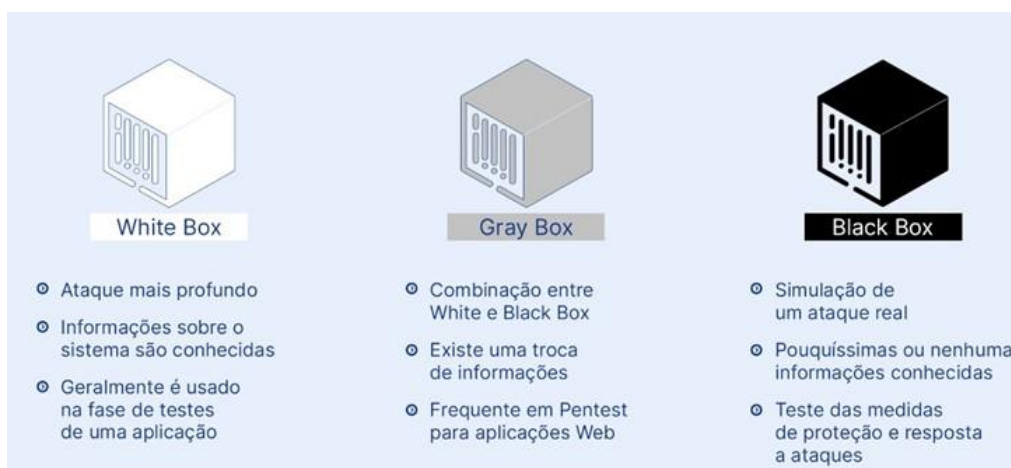 White Box
Ataque mais profundo
Informações sobre o
sistema são conhecidas
Geralmente é usado
na fase de testes
de uma aplicação
Gray Box
Combinação entre
White e Black Box
Existe uma troca
de informações
Frequente em Pentest
para aplicações Web
Black Box
Simulação de
um ataque real
Pouquíssimas ou nenhuma
informações conhecidas
Teste das medidas
de proteção e resposta
a ataques